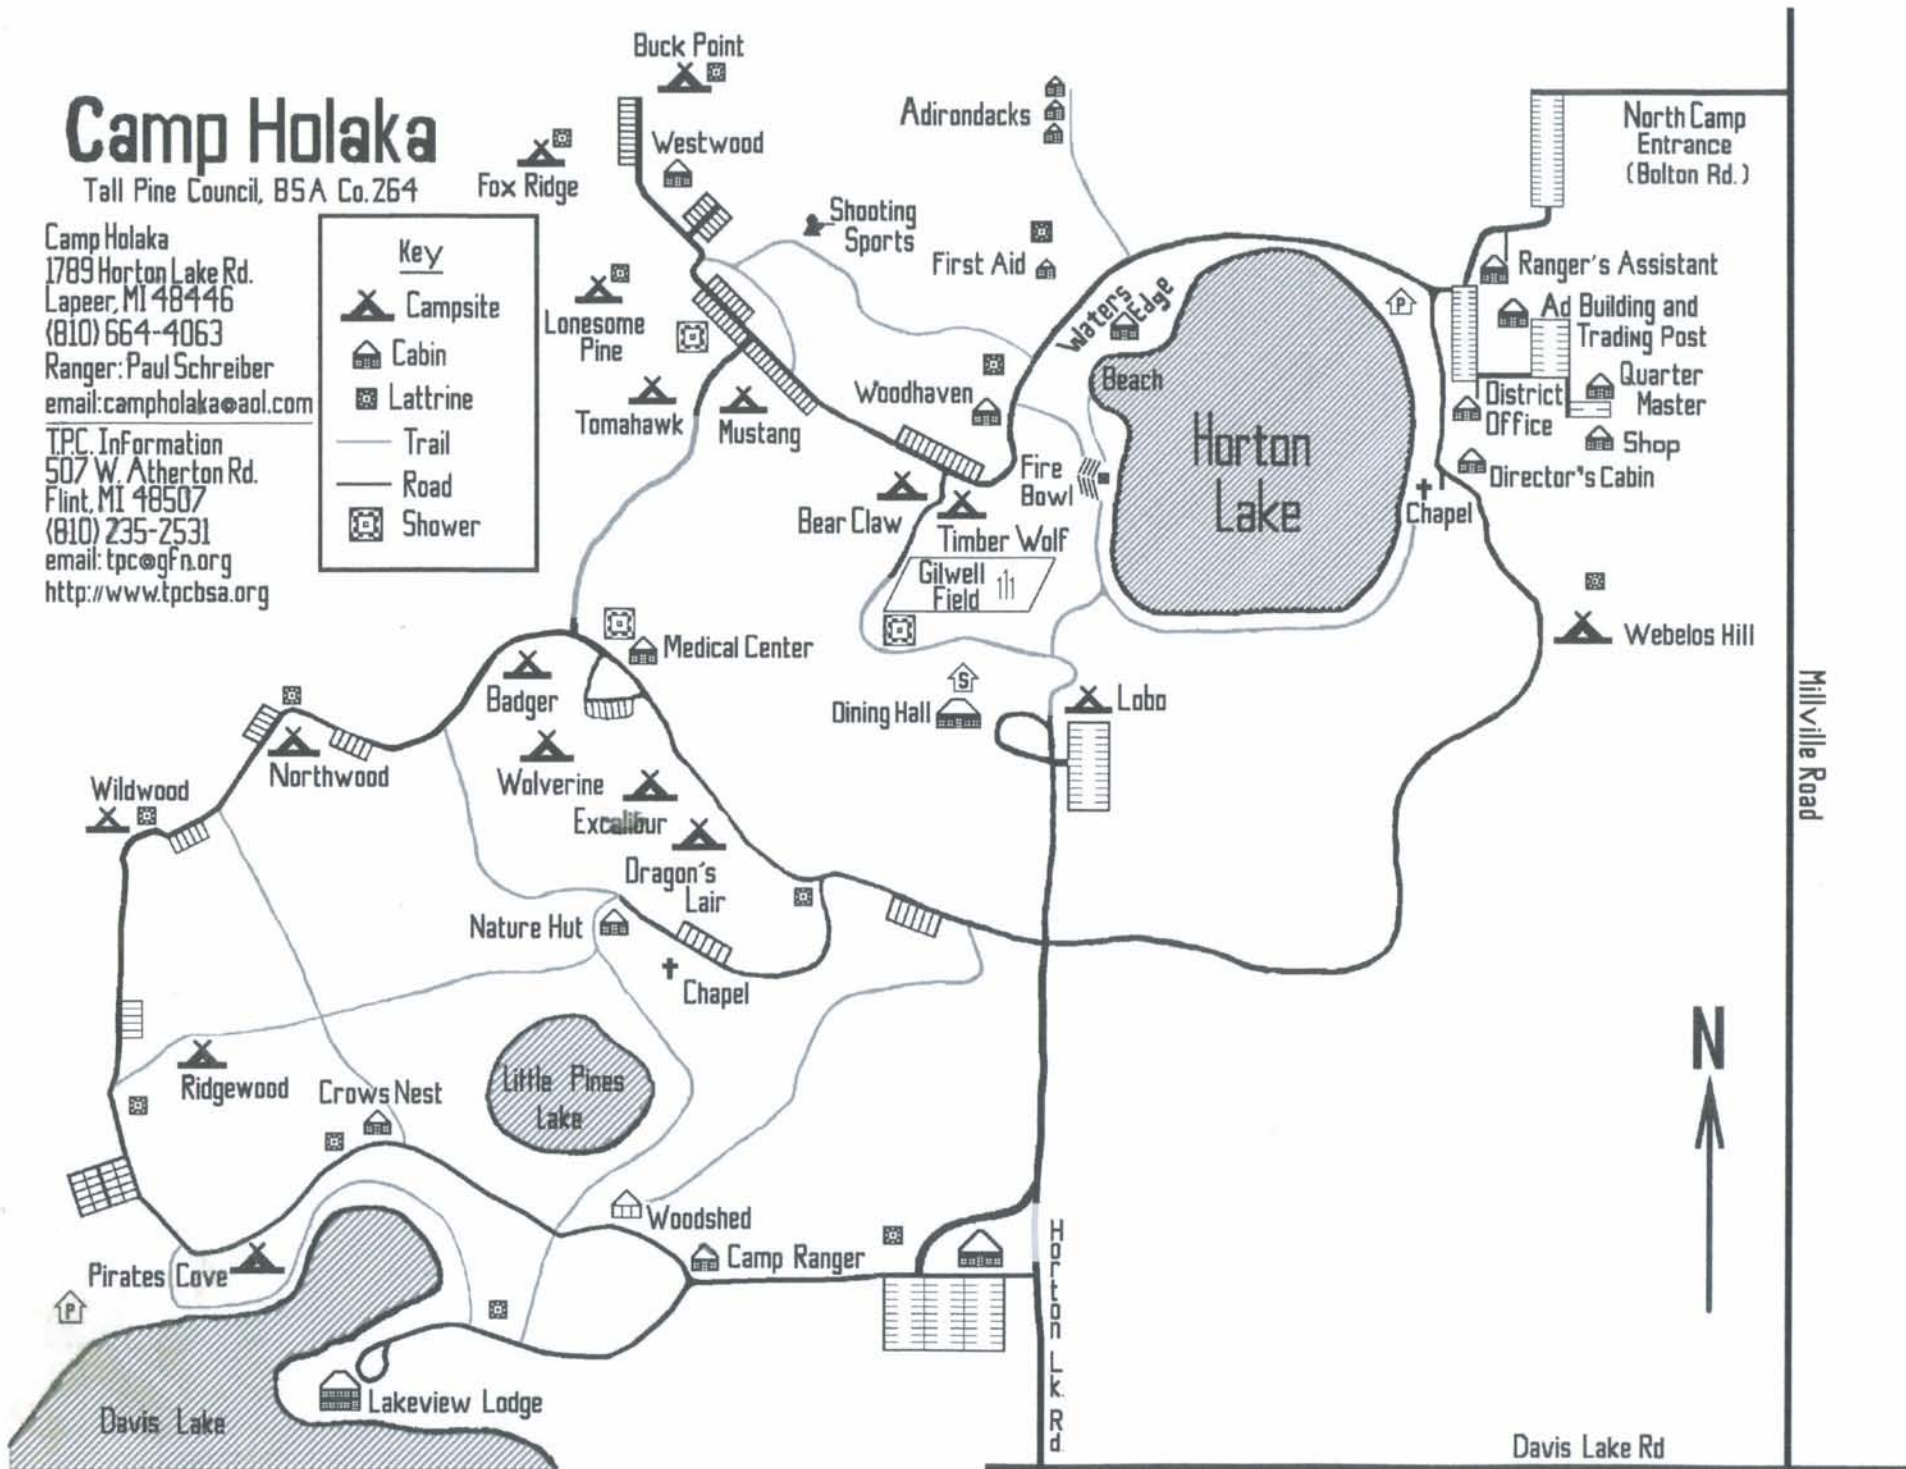 Camp Holaka
Tall Pine Council, BSA Co.264
Camp Holaka
1789 Horton Lake Rd.
Lapeer, MI 48446
(810) 664-4063
Ranger: Paul Schreiber
email:campholaka@aol.com
T.P.C. Information
507 W. Atherton Rd.
Flint, MI 48507
(810) 235-2531
email: tpc@gfn.org
http://www.tpcbsa.org
Key
Campsite
Cabin
Lattrine
Trail
Road
Shower
Buck Point
Westwood
Fox Ridge
Adirondacks
Shooting
Sports
First Aid
Lonesome
Pine
Tomahawk
Mustang
Woodhaven
Waters
Edge
Beach
Horton
Lake
Fire
Bowl
Bear Claw
Timber Wolf
Gilwell
Field
North Camp
Entrance
(Bolton Rd.)
Ranger's Assistant
P
Ad Building and
Trading Post
Quarter
Master
District
Office
Shop
Director's Cabin
Chapel
Webelos Hill
Millville Road
Medical Center
Badger
S
Dining Hall
Lobo
Northwood
Wolverine
Wildwood
Excalibur
Dragon's
Lair
Nature Hut
Chapel
Ridgewood
Crows Nest
Little Pines
Lake
N
Woodshed
Camp Ranger
Pirates Cove
P
Horton Lk. Rd.
Lakeview Lodge
Davis Lake
Davis Lake Rd